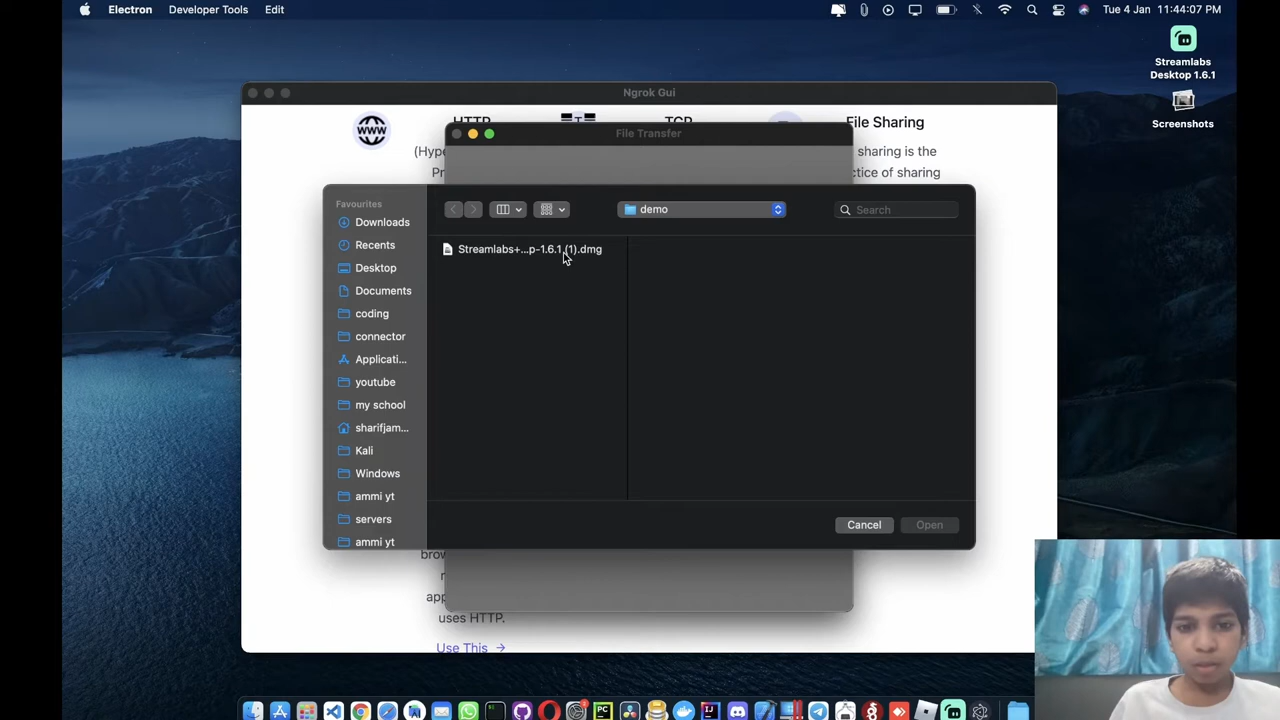 Electron Developer Tools Edit
Tue 4 Jan 11:44:07 PM
Streamlabs
Desktop 1.6.1
Screenshots
Ngrok Gui
WWW
HTTP
TCP
File Sharing
sharing is the
ctice of sharing
(Hype
Pr
File Transfer
Favourites
Downloads
Recents
Desktop
Documents
coding
connector
Applicati...
youtube
my school
sharifjam...
Kali
Windows
ammi yt
servers
ammi yt
demo
Search
Streamlabs+...p-1.6.1 (1).dmg
Cancel
Open
brow
app
uses HTTP.
Use This →